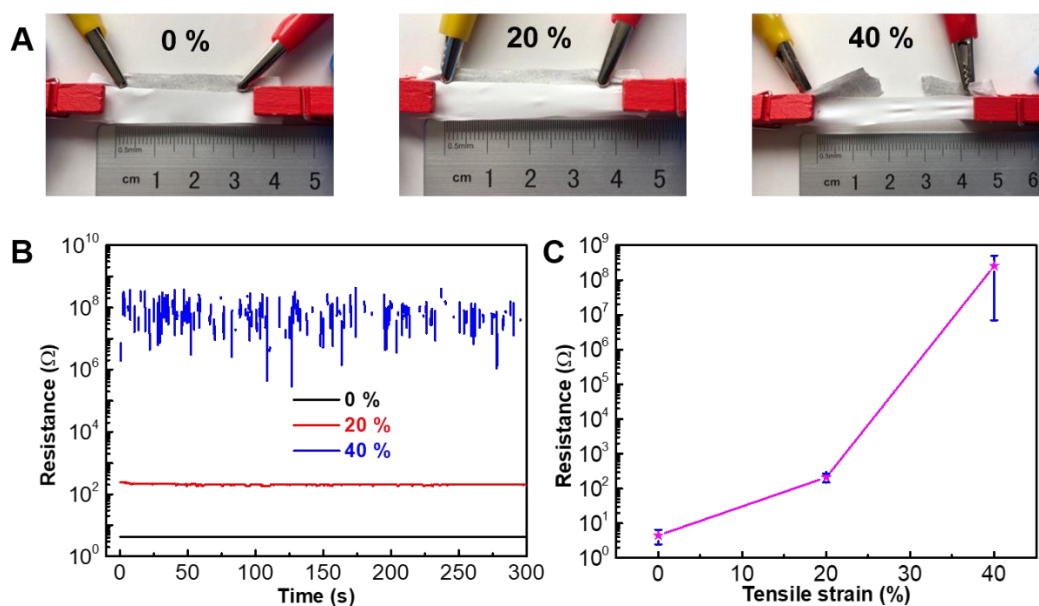 A
0 %
20 %
40 %
0.5mm
cm 1 2 3 4 5
0.5mm
cm 1 2 3 4 5
0.5mm
cm 1 2 3 4 5 6
B
10^10
10^8
10^6
10^4
10^2
10^0
Resistance (Ω)
0 %
20 %
40 %
0 50 100 150 200 250 300
Time (s)
C
10^9
10^8
10^7
10^6
10^5
10^4
10^3
10^2
10^1
10^0
Resistance (Ω)
0 10 20 30 40
Tensile strain (%)